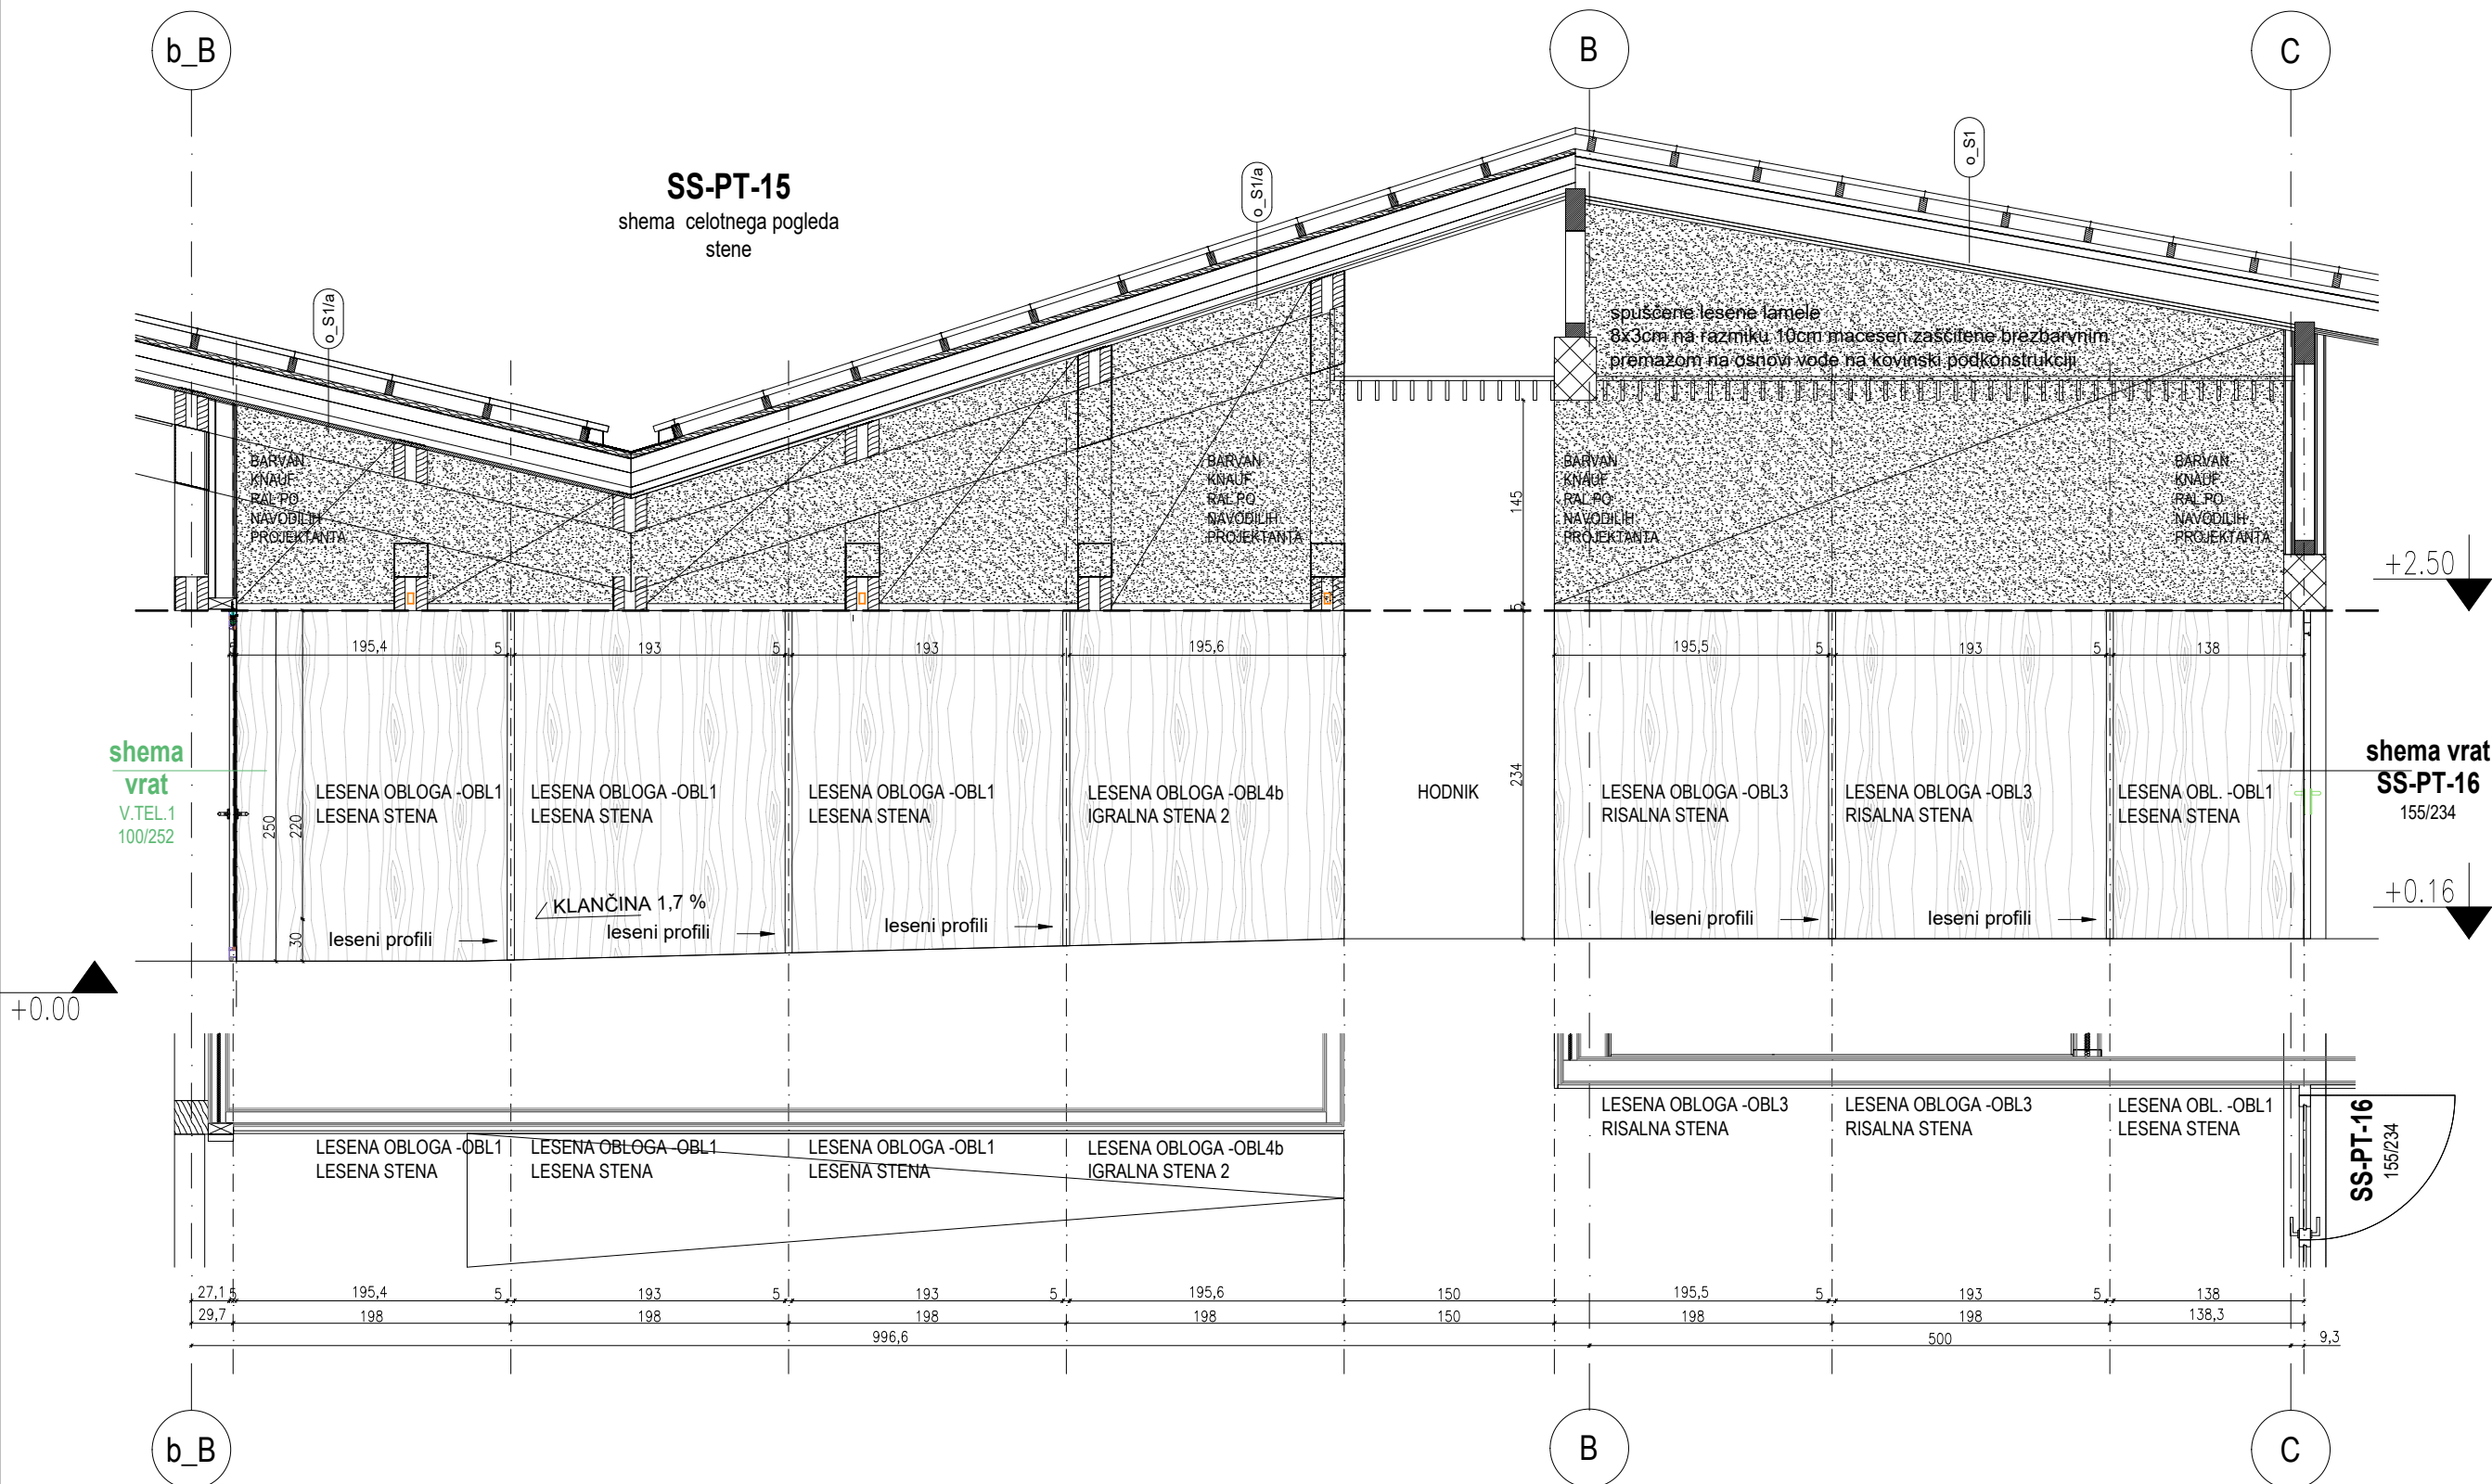 b_B
B
C
SS-PT-15
shema celotnega pogleda
stene
o_S1/a
o_S1/a
o_S1
spuščene lesene lamele
8x3cm na razmiku 10cm macesen zaščitene brezbarvnim
premazom na osnovi vode na kovinski podkonstrukciji
BARVAN
KNAUF
RAL PO
NAVODILIH
PROJEKTANTA
BARVAN
KNAUF
RAL PO
NAVODILIH
PROJEKTANTA
BARVAN
KNAUF
RAL PO
NAVODILIH
PROJEKTANTA
BARVAN
KNAUF
RAL PO
NAVODILIH
PROJEKTANTA
145
5
+2.50
5 195,4 5 193 5 193 195,6
195,5 5 193 5 138
shema
vrat
V.TEL.1
100/252
250
220
30
234
LESENA OBLOGA -OBL1
LESENA STENA
LESENA OBLOGA -OBL1
LESENA STENA
LESENA OBLOGA -OBL1
LESENA STENA
LESENA OBLOGA -OBL4b
IGRALNA STENA 2
HODNIK
LESENA OBLOGA -OBL3
RISALNA STENA
LESENA OBLOGA -OBL3
RISALNA STENA
LESENA OBL. -OBL1
LESENA STENA
shema vrat
SS-PT-16
155/234
+0.16
KLANČINA 1,7 %
leseni profili
leseni profili
leseni profili
leseni profili
leseni profili
+0.00
LESENA OBLOGA -OBL1
LESENA STENA
LESENA OBLOGA -OBL1
LESENA STENA
LESENA OBLOGA -OBL1
LESENA STENA
LESENA OBLOGA -OBL4b
IGRALNA STENA 2
LESENA OBLOGA -OBL3
RISALNA STENA
LESENA OBLOGA -OBL3
RISALNA STENA
LESENA OBL. -OBL1
LESENA STENA
SS-PT-16
155/234
27,1 5 195,4 5 193 5 193 5 195,6 150 195,5 5 193 5 138
29,7 198 198 198 198 150 198 198 138,3
996,6 500 9,3
b_B
B
C